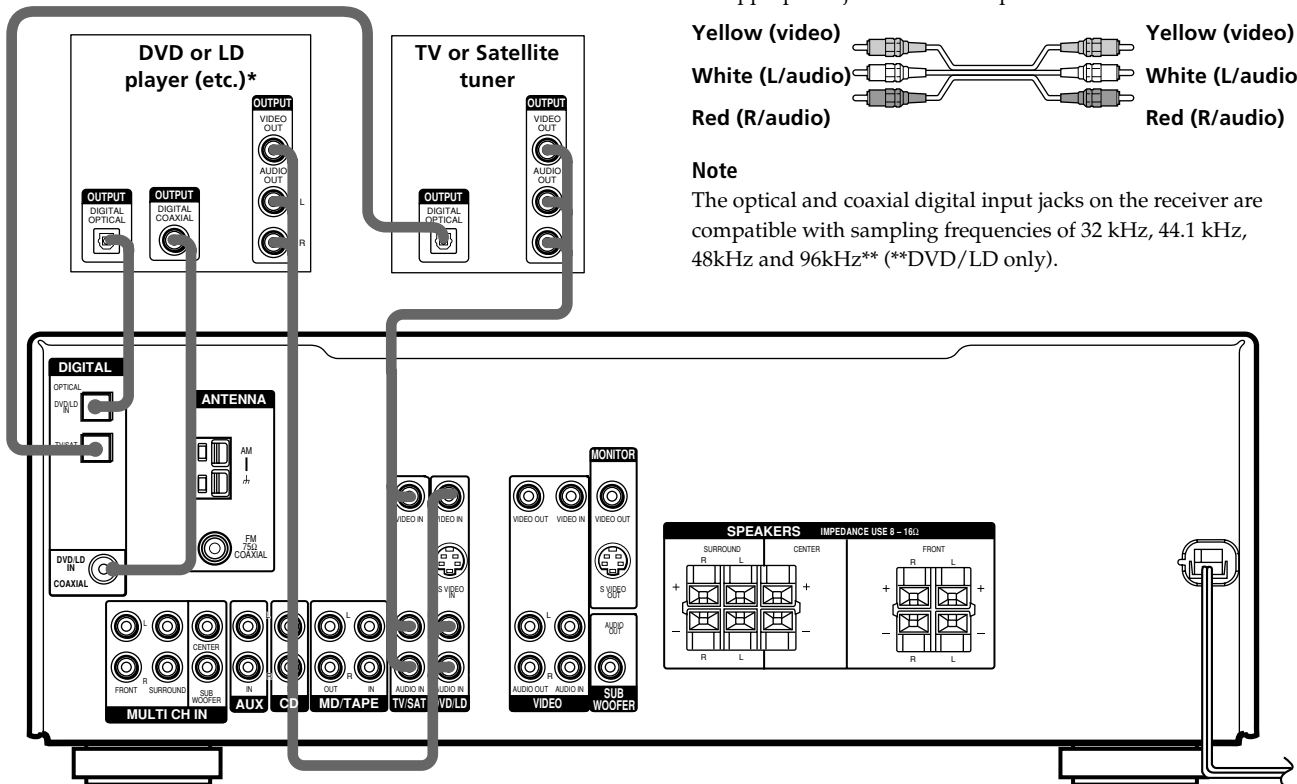 DVD or LD
player (etc.)*
OUTPUT
VIDEO
OUT
AUDIO
OUT
L
R
OUTPUT
DIGITAL
OPTICAL
OUTPUT
DIGITAL
COAXIAL
TV or Satellite
tuner
OUTPUT
VIDEO
OUT
AUDIO
OUT
OUTPUT
DIGITAL
OPTICAL
Yellow (video)
White (L/audio)
Red (R/audio)
Yellow (video)
White (L/audio
Red (R/audio)
Note
The optical and coaxial digital input jacks on the receiver are
compatible with sampling frequencies of 32 kHz, 44.1 kHz,
48kHz and 96kHz** (**DVD/LD only).
DIGITAL
OPTICAL
DVD/LD
IN
TV/SAT
DVD/LD
IN
COAXIAL
ANTENNA
AM
FM
75Ω
COAXIAL
VIDEO IN
VIDEO IN
S VIDEO
IN
VIDEO OUT
VIDEO IN
MONITOR
VIDEO OUT
S VIDEO
OUT
AUDIO
OUT
SUB
WOOFER
SPEAKERS IMPEDANCE USE 8 – 16Ω
SURROUND
CENTER
FRONT
R L
R L
+ +
+ +
– –
– –
R L
R L
L
R
FRONT
SURROUND
CENTER
SUB
WOOFER
MULTI CH IN
IN
AUX
CD
L
R
OUT
IN
MD/TAPE
AUDIO IN
TV/SAT
AUDIO IN
DVD/LD
L
R
AUDIO OUT
AUDIO IN
VIDEO